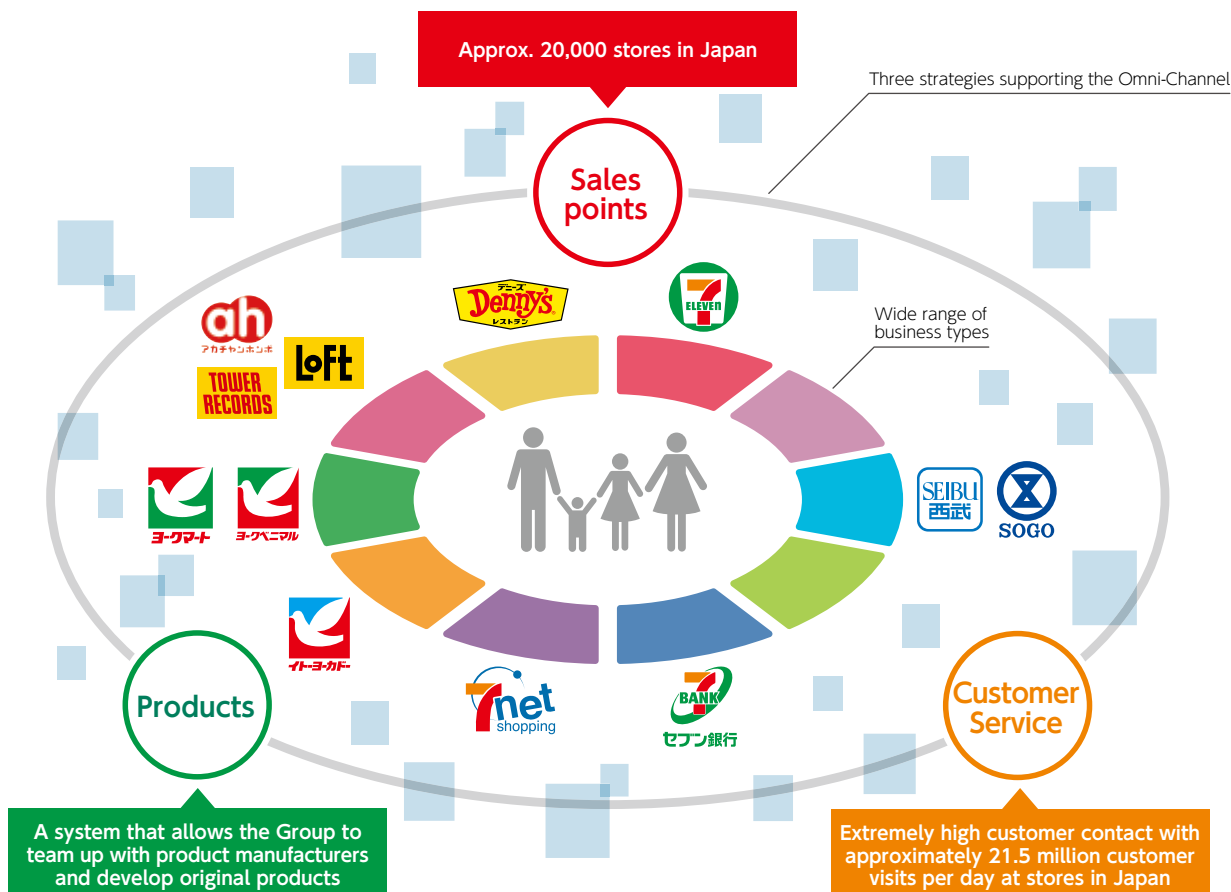 Approx. 20,000 stores in Japan
Three strategies supporting the Omni-Channel
Sales
points
デニーズ
Denny's
レストラン
7
ELEVEN
Wide range of
business types
ah
アカチャンホンポ
LoFt
TOWER
RECORDS
ヨークマート
ヨークベニマル
SEIBU
西武
SOGO
イトーヨーカドー
7net
shopping
7
BANK
セブン銀行
Products
Customer
Service
A system that allows the Group to
team up with product manufacturers
and develop original products
Extremely high customer contact with
approximately 21.5 million customer
visits per day at stores in Japan